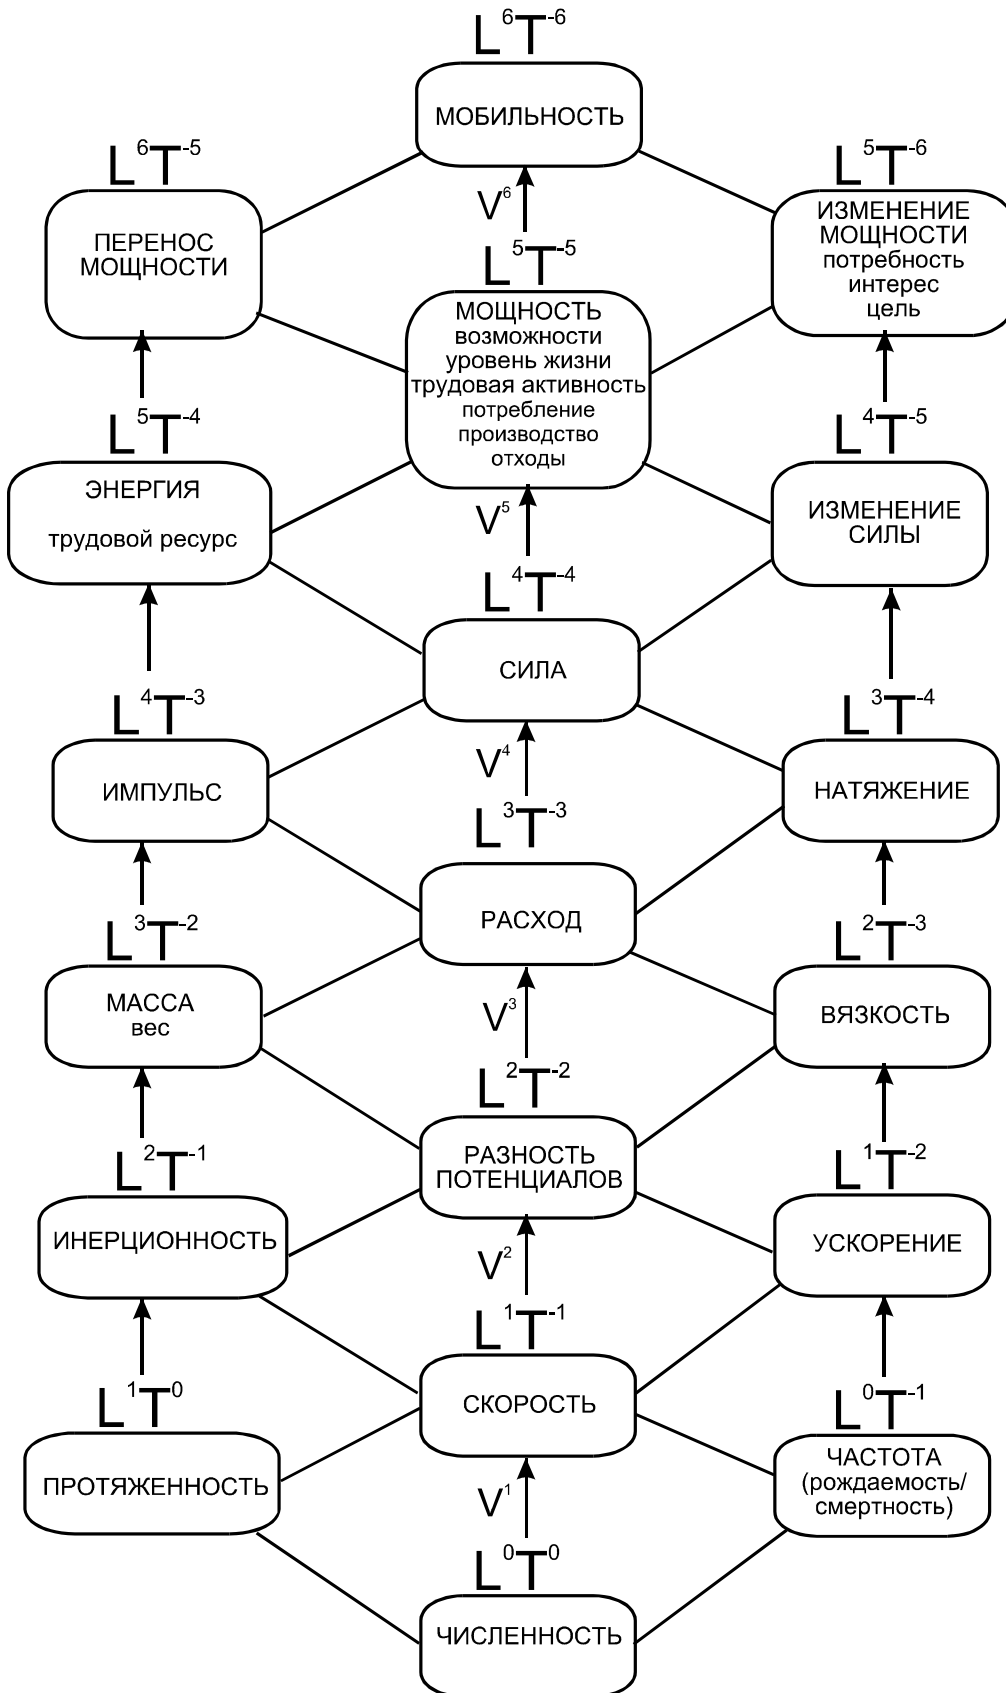 L⁶T⁻⁶
МОБИЛЬНОСТЬ
L⁶T⁻⁵
ПЕРЕНОС
МОЩНОСТИ
V⁶
L⁵T⁻⁶
ИЗМЕНЕНИЕ
МОЩНОСТИ
потребность
интерес
цель
L⁵T⁻⁵
МОЩНОСТЬ
возможности
уровень жизни
трудовая активность
потребление
производство
отходы
L⁵T⁻⁴
ЭНЕРГИЯ
трудовой ресурс
V⁵
L⁴T⁻⁵
ИЗМЕНЕНИЕ
СИЛЫ
L⁴T⁻⁴
СИЛА
L⁴T⁻³
ИМПУЛЬС
V⁴
L³T⁻⁴
НАТЯЖЕНИЕ
L³T⁻³
РАСХОД
L³T⁻²
МАССА
вес
V³
L²T⁻³
ВЯЗКОСТЬ
L²T⁻²
РАЗНОСТЬ
ПОТЕНЦИАЛОВ
L²T⁻¹
ИНЕРЦИОННОСТЬ
V²
L¹T⁻²
УСКОРЕНИЕ
L¹T⁻¹
СКОРОСТЬ
L¹T⁰
ПРОТЯЖЕННОСТЬ
V¹
L⁰T⁻¹
ЧАСТОТА
(рождаемость/
смертность)
L⁰T⁰
ЧИСЛЕННОСТЬ